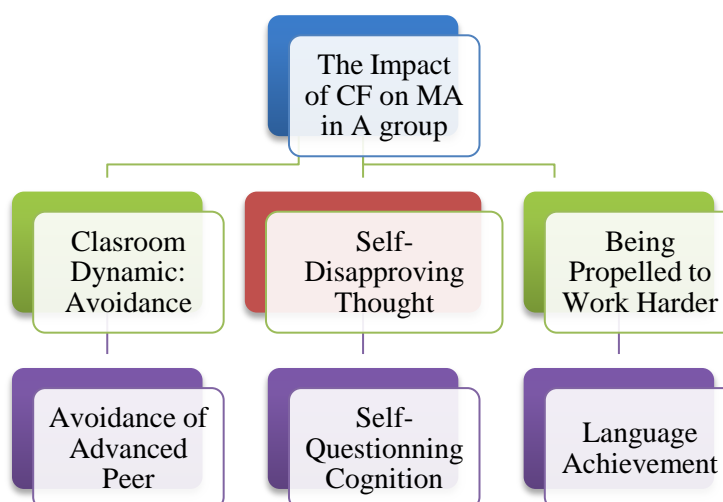 The Impact
of CF on MA
in A group
Clasroom
Dynamic:
Avoidance
Self-
Disapproving
Thought
Being
Propelled to
Work Harder
Avoidance of
Advanced
Peer
Self-
Questionning
Cognition
Language
Achievement